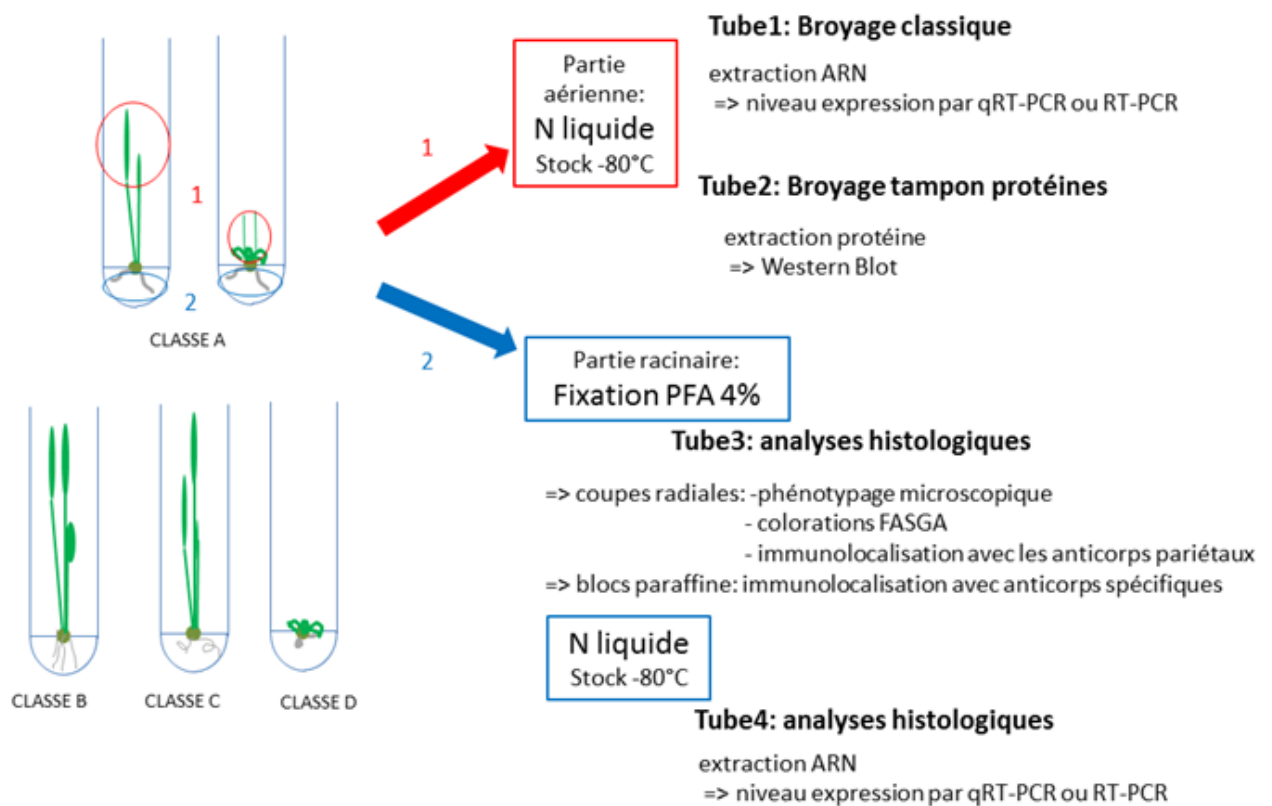 Tube1: Broyage classique
Partie
aérienne:
N liquide
Stock -80°C
extraction ARN
=> niveau expression par qRT-PCR ou RT-PCR
1
1
Tube2: Broyage tampon protéines
extraction protéine
=> Western Blot
2
CLASSE A
2
Partie racinaire:
Fixation PFA 4%
Tube3: analyses histologiques
=> coupes radiales: -phénotypage microscopique
- colorations FASGA
- immunolocalisation avec les anticorps pariétaux
=> blocs paraffine: immunolocalisation avec anticorps spécifiques
N liquide
Stock -80°C
CLASSE B
CLASSE C
CLASSE D
Tube4: analyses histologiques
extraction ARN
=> niveau expression par qRT-PCR ou RT-PCR